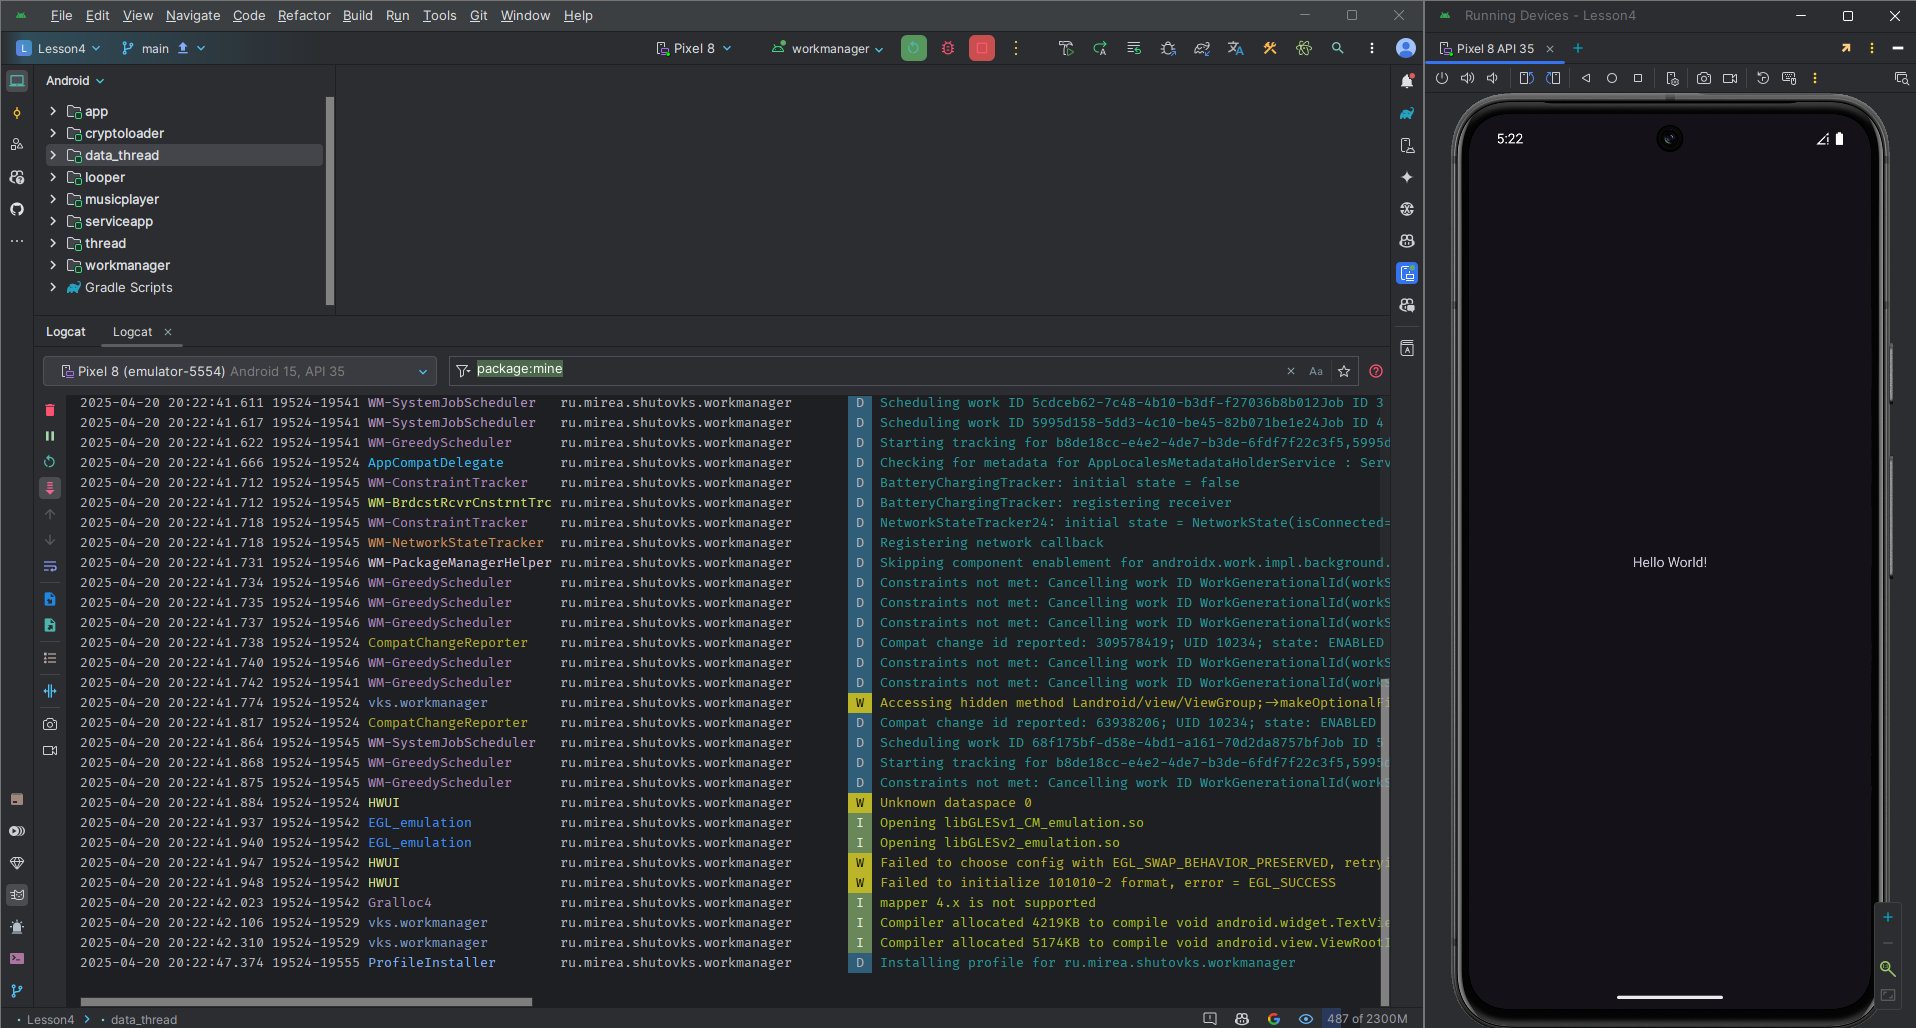 File Edit View Navigate Code Refactor Build Run Tools Git Window Help
Running Devices - Lesson4
L Lesson4 main Pixel 8 workmanager
Pixel 8 API 35
Android
app
cryptoloader
data_thread
looper
musicplayer
serviceapp
thread
workmanager
Gradle Scripts
5:22
Hello World!
Logcat Logcat
Pixel 8 (emulator-5554) Android 15, API 35 package:mine Aa
2025-04-20 20:22:41.611 19524-19541 WM-SystemJobScheduler ru.mirea.shutovks.workmanager D Scheduling work ID 5cdceb62-7c48-4b10-b3df-f27036b8b012Job ID 3
2025-04-20 20:22:41.617 19524-19541 WM-SystemJobScheduler ru.mirea.shutovks.workmanager D Scheduling work ID 5995d158-5dd3-4c10-be45-82b071be1e24Job ID 4
2025-04-20 20:22:41.622 19524-19541 WM-GreedyScheduler ru.mirea.shutovks.workmanager D Starting tracking for b8de18cc-e4e2-4de7-b3de-6fdf7f22c3f5,5995d
2025-04-20 20:22:41.666 19524-19524 AppCompatDelegate ru.mirea.shutovks.workmanager D Checking for metadata for AppLocalesMetadataHolderService : Serv
2025-04-20 20:22:41.712 19524-19545 WM-ConstraintTracker ru.mirea.shutovks.workmanager D BatteryChargingTracker: initial state = false
2025-04-20 20:22:41.712 19524-19545 WM-BrdcstRcvrCnstrntTrc ru.mirea.shutovks.workmanager D BatteryChargingTracker: registering receiver
2025-04-20 20:22:41.718 19524-19545 WM-ConstraintTracker ru.mirea.shutovks.workmanager D NetworkStateTracker24: initial state = NetworkState(isConnected=
2025-04-20 20:22:41.718 19524-19545 WM-NetworkStateTracker ru.mirea.shutovks.workmanager D Registering network callback
2025-04-20 20:22:41.731 19524-19546 WM-PackageManagerHelper ru.mirea.shutovks.workmanager D Skipping component enablement for androidx.work.impl.background.
2025-04-20 20:22:41.734 19524-19546 WM-GreedyScheduler ru.mirea.shutovks.workmanager D Constraints not met: Cancelling work ID WorkGenerationalId(workS
2025-04-20 20:22:41.735 19524-19546 WM-GreedyScheduler ru.mirea.shutovks.workmanager D Constraints not met: Cancelling work ID WorkGenerationalId(workS
2025-04-20 20:22:41.737 19524-19546 WM-GreedyScheduler ru.mirea.shutovks.workmanager D Constraints not met: Cancelling work ID WorkGenerationalId(workS
2025-04-20 20:22:41.738 19524-19524 CompatChangeReporter ru.mirea.shutovks.workmanager D Compat change id reported: 309578419; UID 10234; state: ENABLED
2025-04-20 20:22:41.740 19524-19546 WM-GreedyScheduler ru.mirea.shutovks.workmanager D Constraints not met: Cancelling work ID WorkGenerationalId(workS
2025-04-20 20:22:41.742 19524-19541 WM-GreedyScheduler ru.mirea.shutovks.workmanager D Constraints not met: Cancelling work ID WorkGenerationalId(workS
2025-04-20 20:22:41.774 19524-19524 vks.workmanager ru.mirea.shutovks.workmanager W Accessing hidden method Landroid/view/ViewGroup;->makeOptionalFi
2025-04-20 20:22:41.817 19524-19524 CompatChangeReporter ru.mirea.shutovks.workmanager D Compat change id reported: 63938206; UID 10234; state: ENABLED
2025-04-20 20:22:41.864 19524-19545 WM-SystemJobScheduler ru.mirea.shutovks.workmanager D Scheduling work ID 68f175bf-d58e-4bd1-a161-70d2da8757bfJob ID 5
2025-04-20 20:22:41.868 19524-19545 WM-GreedyScheduler ru.mirea.shutovks.workmanager D Starting tracking for b8de18cc-e4e2-4de7-b3de-6fdf7f22c3f5,5995d
2025-04-20 20:22:41.875 19524-19545 WM-GreedyScheduler ru.mirea.shutovks.workmanager D Constraints not met: Cancelling work ID WorkGenerationalId(workS
2025-04-20 20:22:41.884 19524-19524 HWUI ru.mirea.shutovks.workmanager W Unknown dataspace 0
2025-04-20 20:22:41.937 19524-19542 EGL_emulation ru.mirea.shutovks.workmanager I Opening libGLESv1_CM_emulation.so
2025-04-20 20:22:41.940 19524-19542 EGL_emulation ru.mirea.shutovks.workmanager I Opening libGLESv2_emulation.so
2025-04-20 20:22:41.947 19524-19542 HWUI ru.mirea.shutovks.workmanager W Failed to choose config with EGL_SWAP_BEHAVIOR_PRESERVED, retryi
2025-04-20 20:22:41.948 19524-19542 HWUI ru.mirea.shutovks.workmanager W Failed to initialize 101010-2 format, error = EGL_SUCCESS
2025-04-20 20:22:42.023 19524-19542 Gralloc4 ru.mirea.shutovks.workmanager I mapper 4.x is not supported
2025-04-20 20:22:42.106 19524-19529 vks.workmanager ru.mirea.shutovks.workmanager I Compiler allocated 4219KB to compile void android.widget.TextVie
2025-04-20 20:22:42.310 19524-19529 vks.workmanager ru.mirea.shutovks.workmanager I Compiler allocated 5174KB to compile void android.view.ViewRootI
2025-04-20 20:22:47.374 19524-19555 ProfileInstaller ru.mirea.shutovks.workmanager D Installing profile for ru.mirea.shutovks.workmanager
Lesson4 data_thread 487 of 2300M